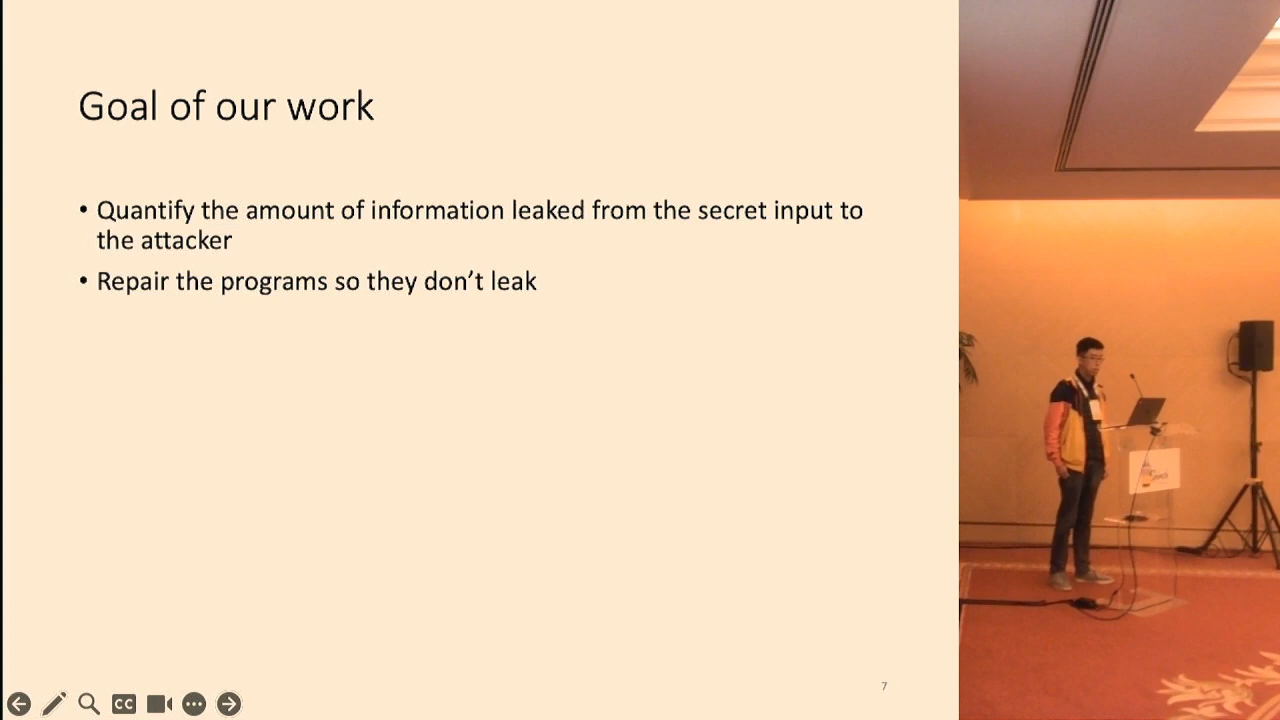 Goal of our work
• Quantify the amount of information leaked from the secret input to
the attacker
• Repair the programs so they don’t leak
7
CC